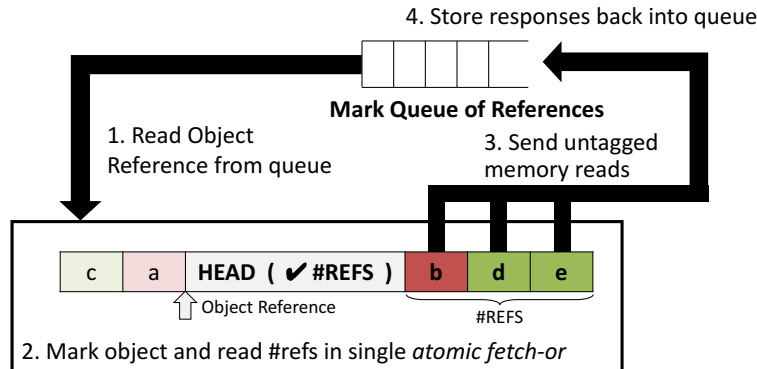 4. Store responses back into queue
Mark Queue of References
1. Read Object
Reference from queue
3. Send untagged
memory reads
c a HEAD ( ✔ #REFS ) b d e
Object Reference
#REFS
2. Mark object and read #refs in single atomic fetch-or